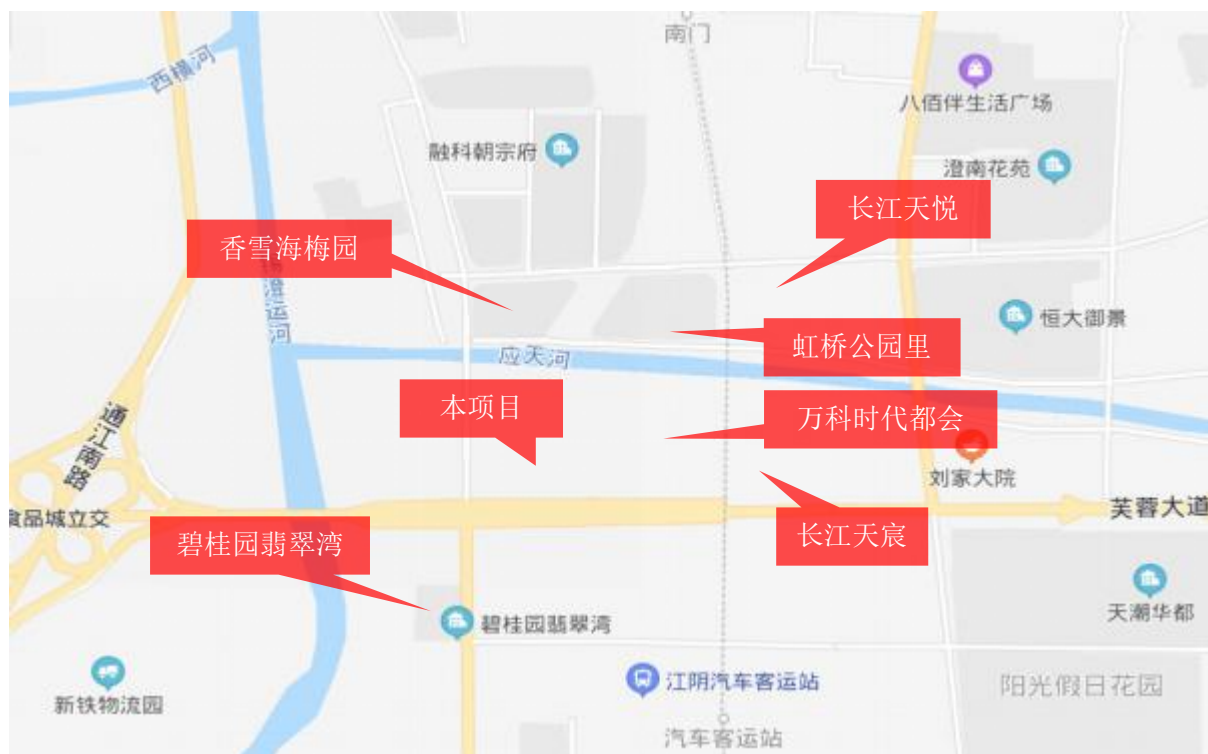 南门
西横河
八佰伴生活广场
融科朝宗府
澄南花苑
长江天悦
香雪海梅园
澄运河
恒大御景
虹桥公园里
应天河
本项目
万科时代都会
通江南路
刘家大院
食品城立交
芙蓉大道
长江天宸
碧桂园翡翠湾
天潮华都
碧桂园翡翠湾
江阴汽车客运站
阳光假日花园
新铁物流园
汽车客运站